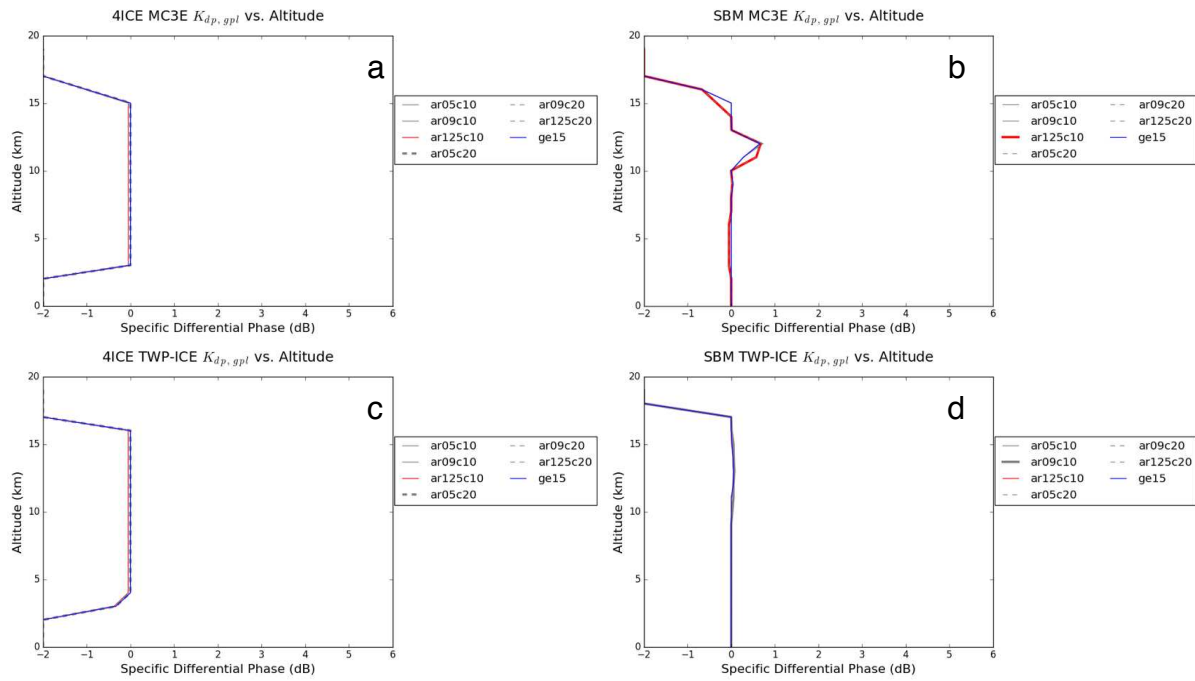 4ICE MC3E K_{dp, gpl} vs. Altitude
a
20
15
10
5
0
Altitude (km)
−2 −1 0 1 2 3 4 5 6
Specific Differential Phase (dB)
ar05c10 ar09c20
ar09c10 ar125c20
ar125c10 ge15
ar05c20
SBM MC3E K_{dp, gpl} vs. Altitude
b
20
15
10
5
0
Altitude (km)
−2 −1 0 1 2 3 4 5 6
Specific Differential Phase (dB)
ar05c10 ar09c20
ar09c10 ar125c20
ar125c10 ge15
ar05c20
4ICE TWP-ICE K_{dp, gpl} vs. Altitude
c
20
15
10
5
0
Altitude (km)
−2 −1 0 1 2 3 4 5 6
Specific Differential Phase (dB)
ar05c10 ar09c20
ar09c10 ar125c20
ar125c10 ge15
ar05c20
SBM TWP-ICE K_{dp, gpl} vs. Altitude
d
20
15
10
5
0
Altitude (km)
−2 −1 0 1 2 3 4 5 6
Specific Differential Phase (dB)
ar05c10 ar09c20
ar09c10 ar125c20
ar125c10 ge15
ar05c20